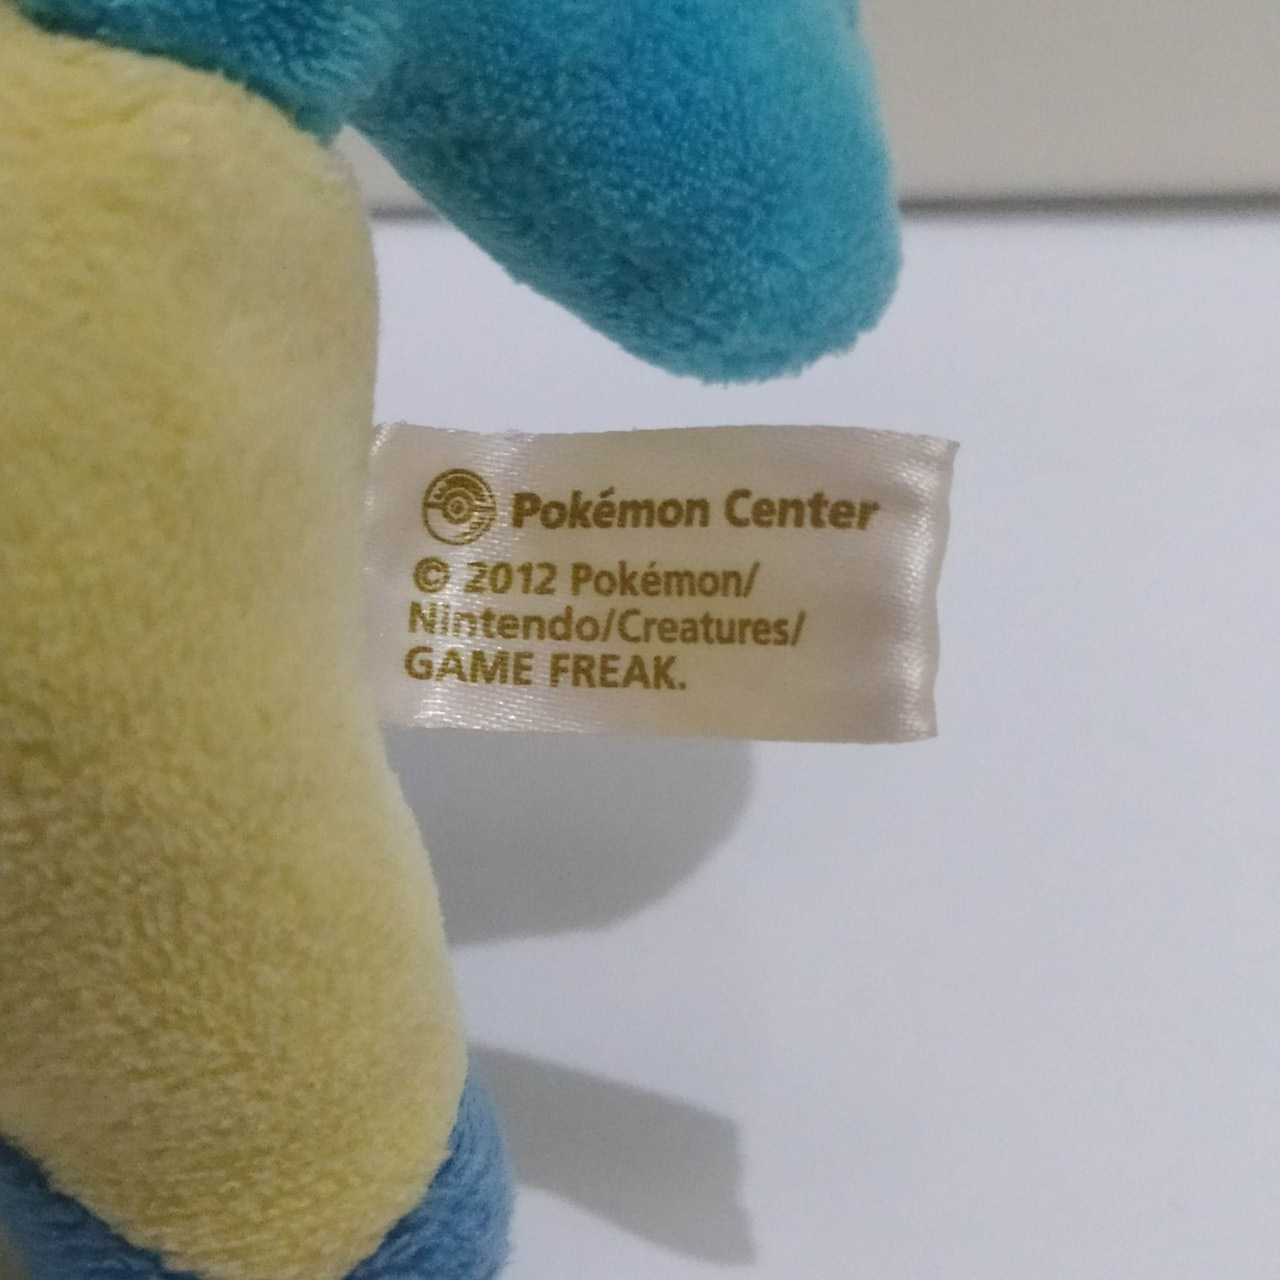 Pokémon Center
© 2012 Pokémon/
Nintendo/Creatures/
GAME FREAK.